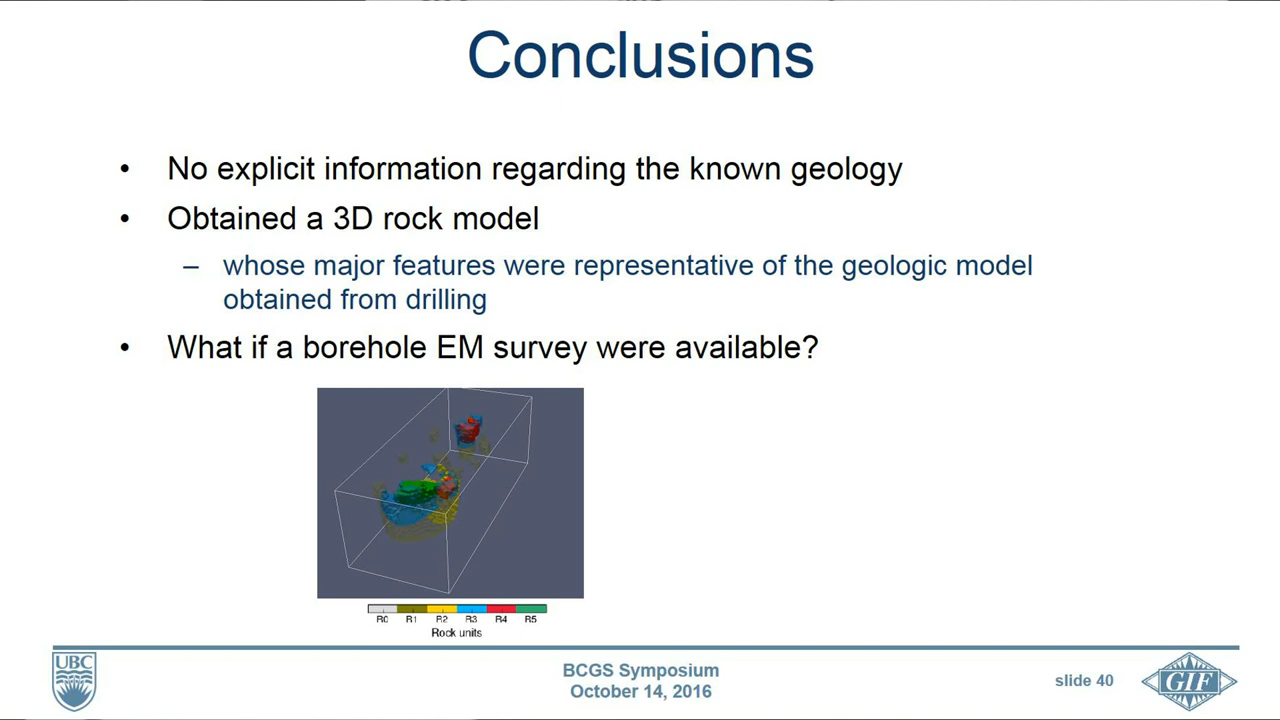 Conclusions
• No explicit information regarding the known geology
• Obtained a 3D rock model
– whose major features were representative of the geologic model
obtained from drilling
• What if a borehole EM survey were available?
R0 R1 R2 R3 R4 R5
Rock units
UBC
BCGS Symposium
October 14, 2016
slide 40
GIF